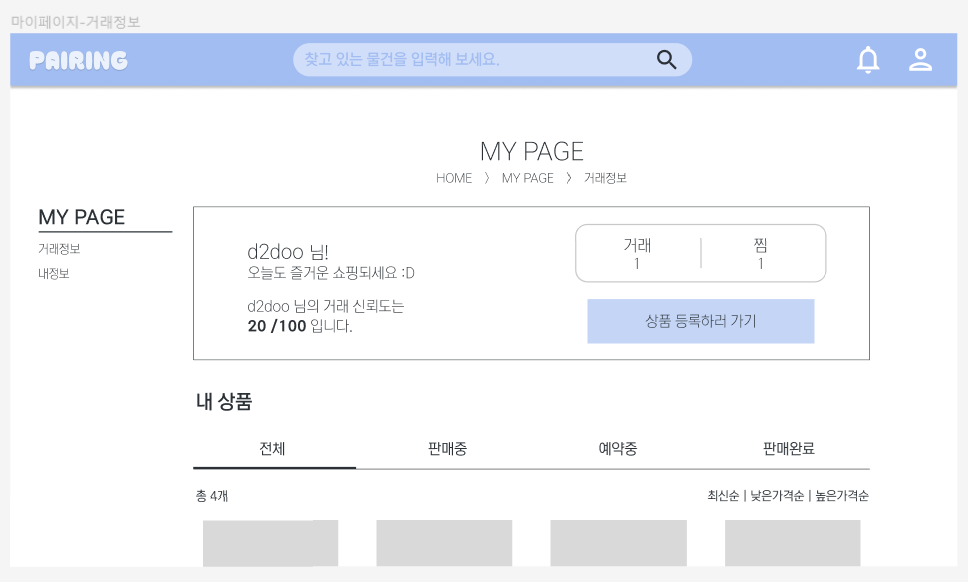 마이페이지-거래정보
PAIRING
찾고 있는 물건을 입력해 보세요.
MY PAGE
HOME 〉 MY PAGE 〉 거래정보
MY PAGE
거래정보
내정보
d2doo 님!
오늘도 즐거운 쇼핑되세요 :D
d2doo 님의 거래 신뢰도는
20 /100 입니다.
거래 | 찜
1 1
상품 등록하러 가기
내 상품
전체 판매중 예약중 판매완료
총 4개
최신순 | 낮은가격순 | 높은가격순